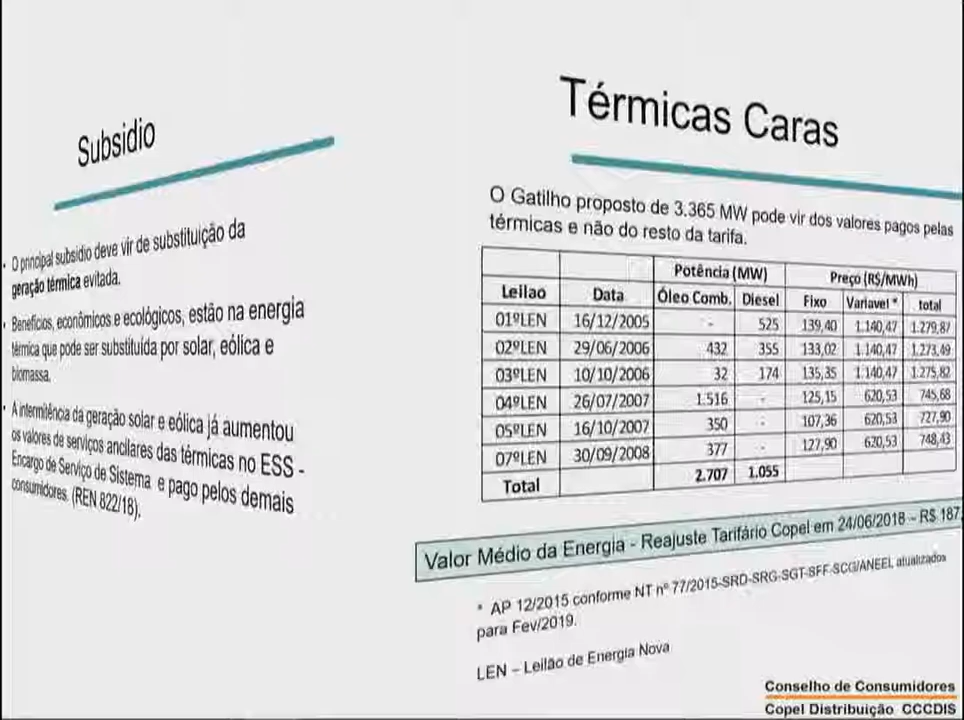 Subsidio
• O principal subsidio deve vir de substituição da
geração térmica evitada.
• Benefícios, econômicos e ecológicos, estão na energia
térmica que pode ser substituída por solar, eólica e
biomassa.
• A intermitência da geração solar e eólica já aumentou
os valores de serviços ancilares das térmicas no ESS -
Encargo de Serviço de Sistema e pago pelos demais
consumidores. (REN 822/18).
Térmicas Caras
O Gatilho proposto de 3.365 MW pode vir dos valores pagos pelas
térmicas e não do resto da tarifa.
Potência (MW) Preço (R$/MWh)
Leilao Data Óleo Comb. Diesel Fixo Variavel * total
01ºLEN 16/12/2005 - 525 139,40 1.140,47 1.279,87
02ºLEN 29/06/2006 432 355 133,02 1.140,47 1.273,49
03ºLEN 10/10/2006 32 174 135,35 1.140,47 1.275,82
04ºLEN 26/07/2007 1.516 - 125,15 620,53 745,68
05ºLEN 16/10/2007 350 - 107,36 620,53 727,90
07ºLEN 30/09/2008 377 - 127,90 620,53 748,43
Total 2.707 1.055
Valor Médio da Energia - Reajuste Tarifário Copel em 24/06/2018 - R$ 187,
* AP 12/2015 conforme NT nº 77/2015-SRD-SRG-SGT-SFF-SCG/ANEEL atualizados
para Fev/2019.
LEN – Leilão de Energia Nova
Conselho de Consumidores
Copel Distribuição CCCDIS